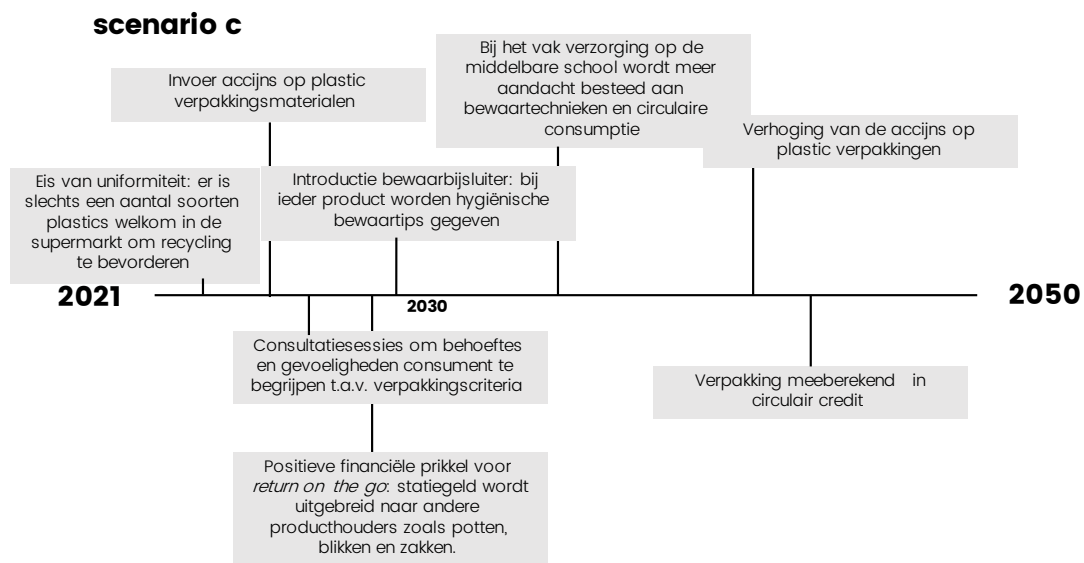 scenario c
Bij het vak verzorging op de
middelbare school wordt meer
aandacht besteed aan
bewaartechnieken en circulaire
consumptie
Invoer accijns op plastic
verpakkingsmaterialen
Verhoging van de accijns op
plastic verpakkingen
Eis van uniformiteit: er is
slechts een aantal soorten
plastics welkom in de
supermarkt om recycling
te bevorderen
Introductie bewaarbijsluiter: bij
ieder product worden hygiënische
bewaartips gegeven
2021
2030
2050
Consultatiesessies om behoeftes
en gevoeligheden consument te
begrijpen t.a.v. verpakkingscriteria
Verpakking meeberekend in
circulair credit
Positieve financiële prikkel voor
return on the go: statiegeld wordt
uitgebreid naar andere
producthouders zoals potten,
blikken en zakken.